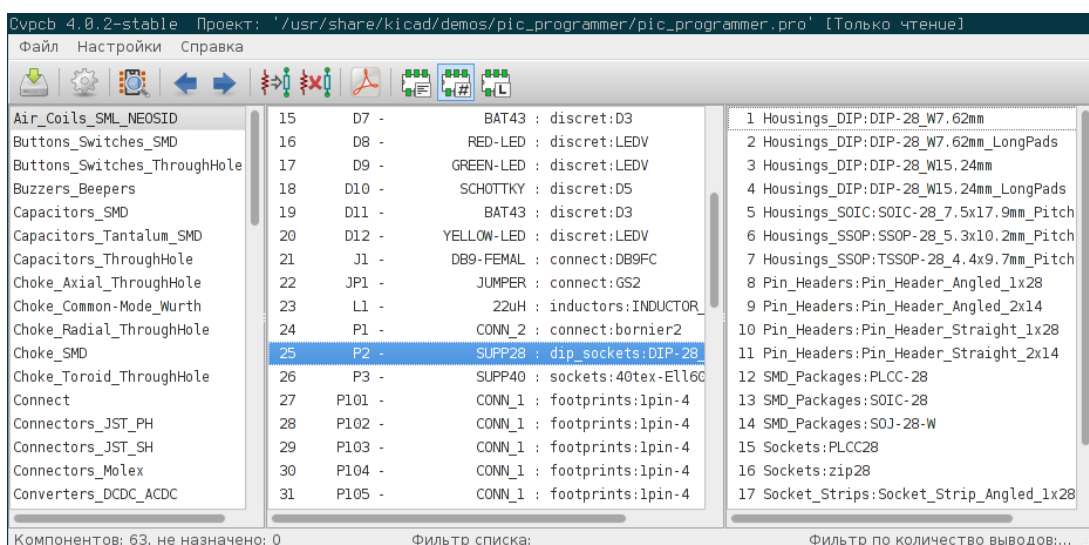 Cvpcb 4.0.2-stable Проект: '/usr/share/kicad/demos/pic_programmer/pic_programmer.pro' [Только чтение]
Файл Настройки Справка
Air_Coils_SML_NEOSID
Buttons_Switches_SMD
Buttons_Switches_ThroughHole
Buzzers_Beepers
Capacitors_SMD
Capacitors_Tantalum_SMD
Capacitors_ThroughHole
Choke_Axial_ThroughHole
Choke_Common-Mode_Wurth
Choke_Radial_ThroughHole
Choke_SMD
Choke_Toroid_ThroughHole
Connect
Connectors_JST_PH
Connectors_JST_SH
Connectors_Molex
Converters_DCDC_ACDC
15 D7 - BAT43 : discret:D3
16 D8 - RED-LED : discret:LEDV
17 D9 - GREEN-LED : discret:LEDV
18 D10 - SCHOTTKY : discret:D5
19 D11 - BAT43 : discret:D3
20 D12 - YELLOW-LED : discret:LEDV
21 J1 - DB9-FEMAL : connect:DB9FC
22 JP1 - JUMPER : connect:GS2
23 L1 - 22uH : inductors:INDUCTOR_
24 P1 - CONN_2 : connect:bornier2
25 P2 - SUPP28 : dip_sockets:DIP-28_
26 P3 - SUPP40 : sockets:40tex-Ell60
27 P101 - CONN_1 : footprints:1pin-4
28 P102 - CONN_1 : footprints:1pin-4
29 P103 - CONN_1 : footprints:1pin-4
30 P104 - CONN_1 : footprints:1pin-4
31 P105 - CONN_1 : footprints:1pin-4
1 Housings_DIP:DIP-28_W7.62mm
2 Housings_DIP:DIP-28_W7.62mm_LongPads
3 Housings_DIP:DIP-28_W15.24mm
4 Housings_DIP:DIP-28_W15.24mm_LongPads
5 Housings_SOIC:SOIC-28_7.5x17.9mm_Pitch
6 Housings_SSOP:SSOP-28_5.3x10.2mm_Pitch
7 Housings_SSOP:TSSOP-28_4.4x9.7mm_Pitch
8 Pin_Headers:Pin_Header_Angled_1x28
9 Pin_Headers:Pin_Header_Angled_2x14
10 Pin_Headers:Pin_Header_Straight_1x28
11 Pin_Headers:Pin_Header_Straight_2x14
12 SMD_Packages:PLCC-28
13 SMD_Packages:SOIC-28
14 SMD_Packages:SOJ-28-W
15 Sockets:PLCC28
16 Sockets:zip28
17 Socket_Strips:Socket_Strip_Angled_1x28
Компонентов: 63, не назначено: 0 Фильтр списка: Фильтр по количество выводов:...